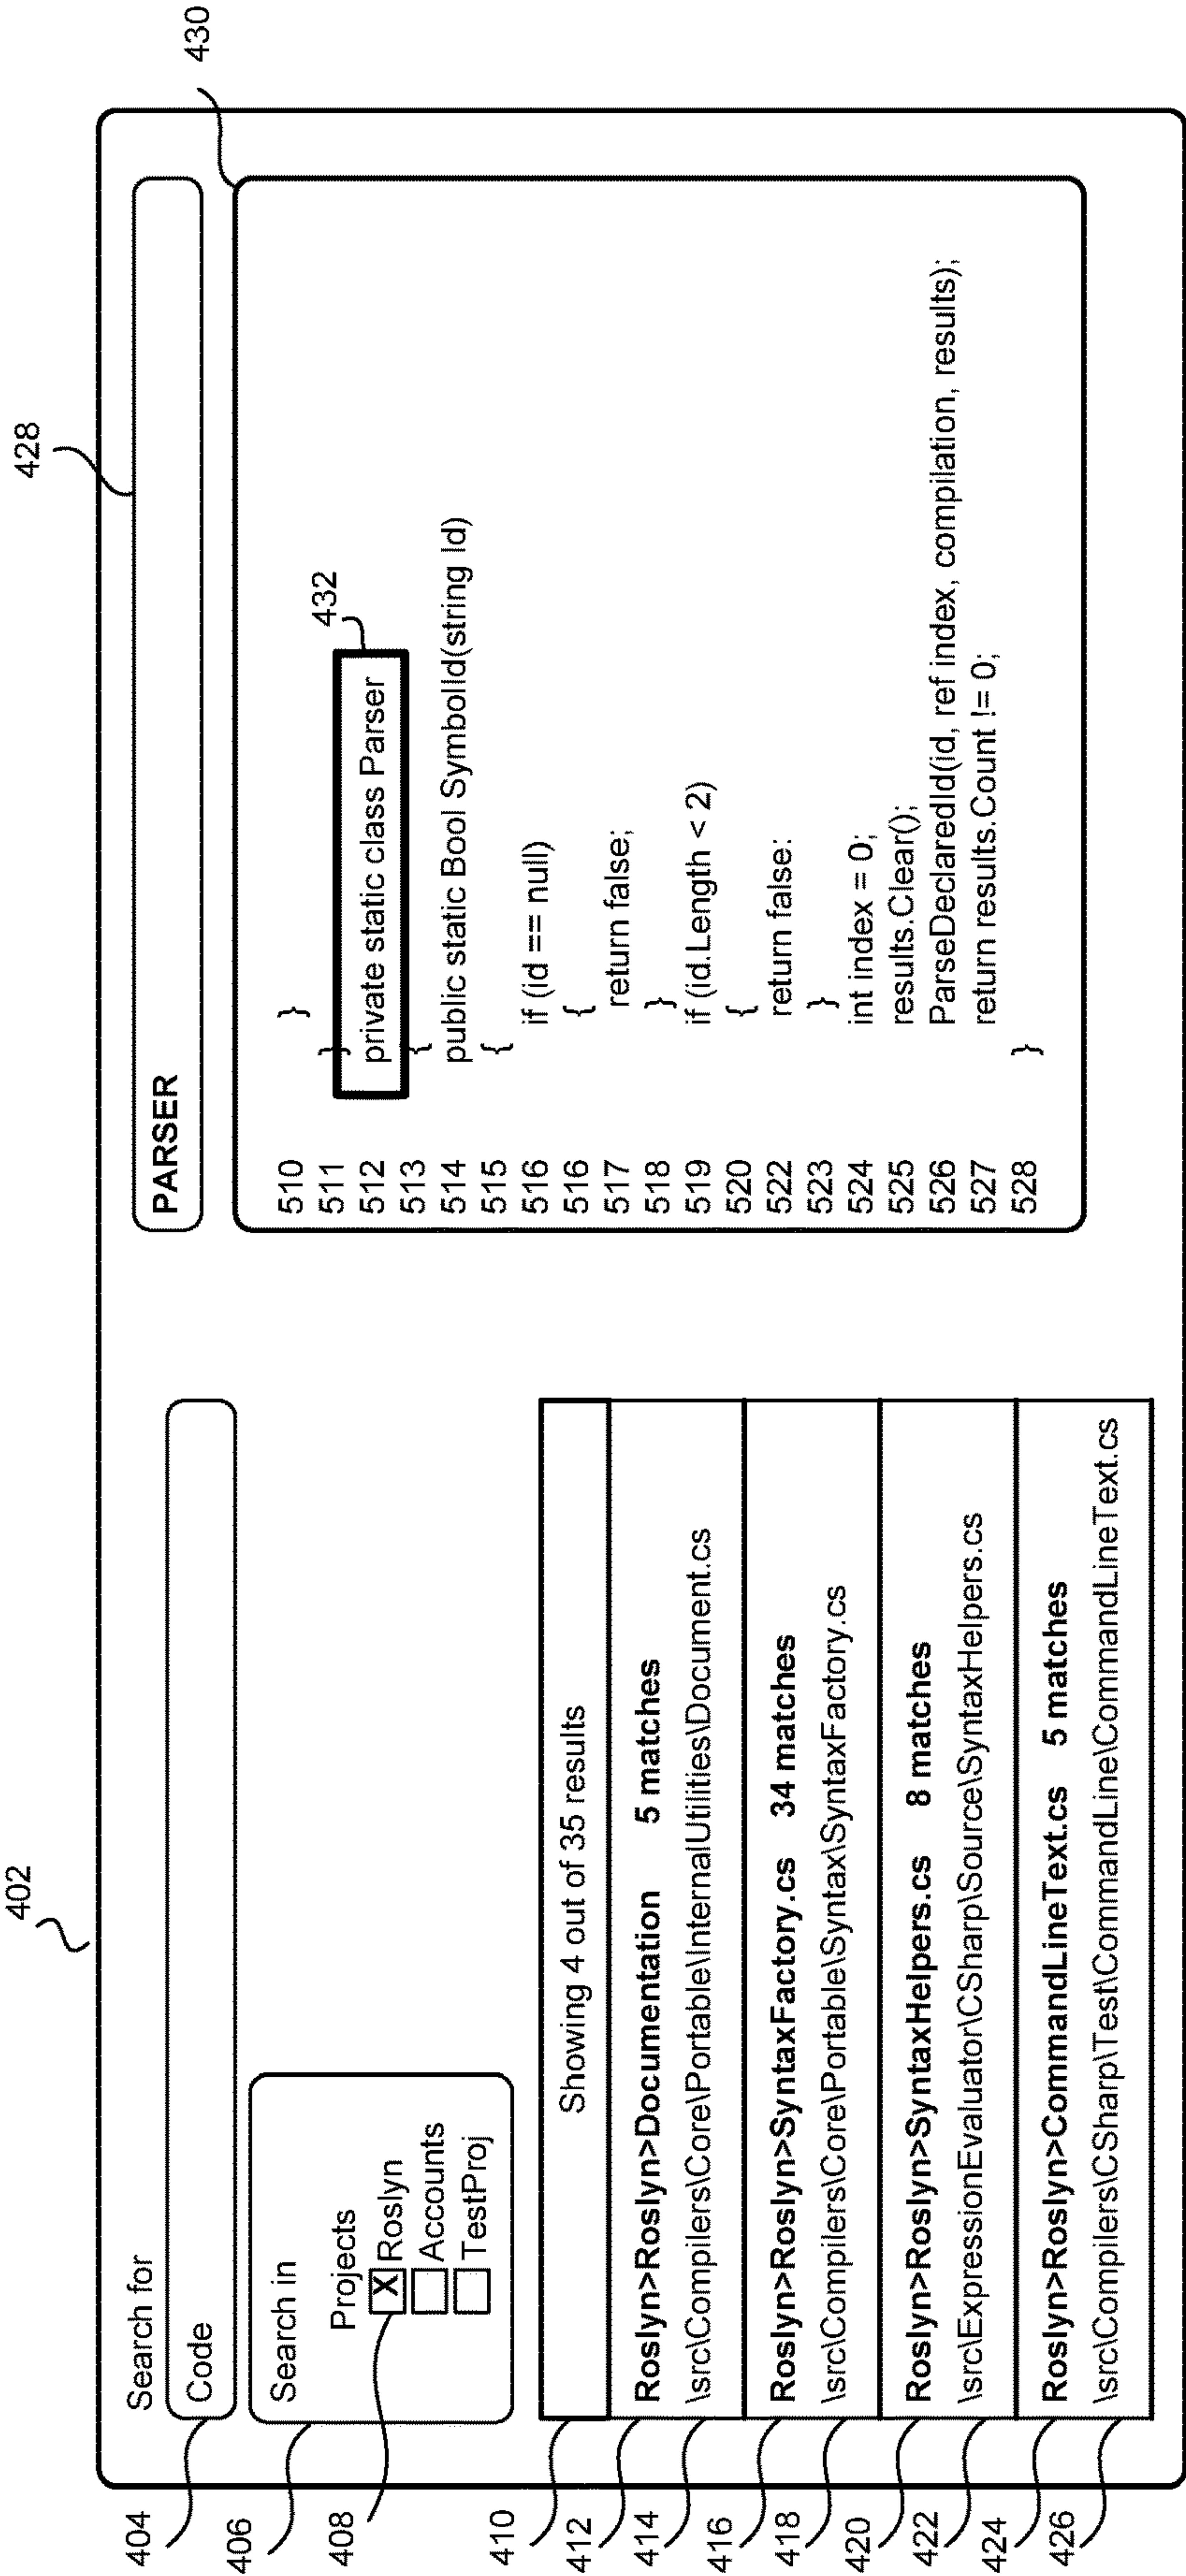 402
404
Search for
Code
406
Search in
Projects
408
X Roslyn
Accounts
TestProj
410
Showing 4 out of 35 results
412
Roslyn>Roslyn>Documentation 5 matches
414
\src\Compilers\Core\Portable\InternalUtilities\Document.cs
416
Roslyn>Roslyn>SyntaxFactory.cs 34 matches
418
\src\Compilers\Core\Portable\Syntax\SyntaxFactory.cs
420
Roslyn>Roslyn>SyntaxHelpers.cs 8 matches
422
\src\ExpressionEvaluator\CSharp\Source\SyntaxHelpers.cs
424
Roslyn>Roslyn>CommandLineText.cs 5 matches
426
\src\Compilers\CSharp\Test\CommandLine\CommandLineText.cs
428
PARSER
430
432
510 }
511 }
512 private static class Parser
513 {
514 public static Bool SymbolId(string Id)
515 {
516 if (id == null)
516 {
517 return false;
518 }
519 if (id.Length < 2)
520 {
522 return false:
523 }
524 int index = 0;
525 results.Clear();
526 ParseDeclaredId(id, ref index, compilation, results);
527 return results.Count != 0;
528 }